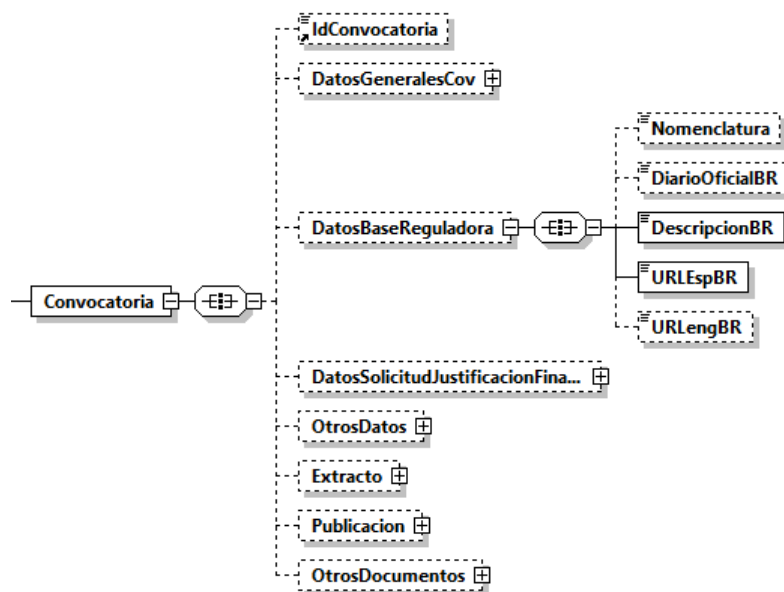 IdConvocatoria
DatosGeneralesCov
Nomenclatura
DiarioOficialBR
DatosBaseReguladora
DescripcionBR
URLEspBR
Convocatoria
URLengBR
DatosSolicitudJustificacionFina...
OtrosDatos
Extracto
Publicacion
OtrosDocumentos